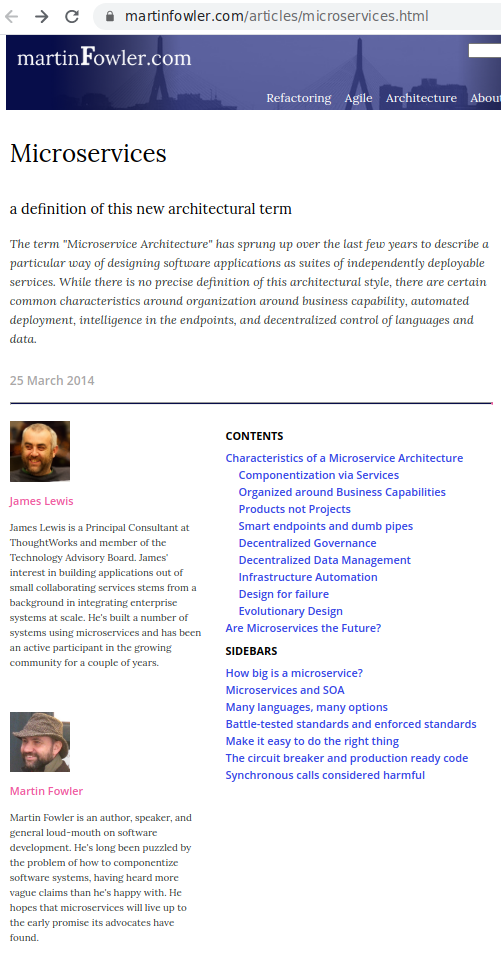 martinfowler.com/articles/microservices.html
martinFowler.com
Refactoring Agile Architecture
Microservices
a definition of this new architectural term
The term "Microservice Architecture" has sprung up over the last few years to describe a
particular way of designing software applications as suites of independently deployable
services. While there is no precise definition of this architectural style, there are certain
common characteristics around organization around business capability, automated
deployment, intelligence in the endpoints, and decentralized control of languages and
data.
25 March 2014
James Lewis
James Lewis is a Principal Consultant at
ThoughtWorks and member of the
Technology Advisory Board. James'
interest in building applications out of
small collaborating services stems from a
background in integrating enterprise
systems at scale. He's built a number of
systems using microservices and has been
an active participant in the growing
community for a couple of years.
Martin Fowler
Martin Fowler is an author, speaker, and
general loud-mouth on software
development. He's long been puzzled by
the problem of how to componentize
software systems, having heard more
vague claims than he's happy with. He
hopes that microservices will live up to
the early promise its advocates have
found.
CONTENTS
Characteristics of a Microservice Architecture
Componentization via Services
Organized around Business Capabilities
Products not Projects
Smart endpoints and dumb pipes
Decentralized Governance
Decentralized Data Management
Infrastructure Automation
Design for failure
Evolutionary Design
Are Microservices the Future?
SIDEBARS
How big is a microservice?
Microservices and SOA
Many languages, many options
Battle-tested standards and enforced standards
Make it easy to do the right thing
The circuit breaker and production ready code
Synchronous calls considered harmful